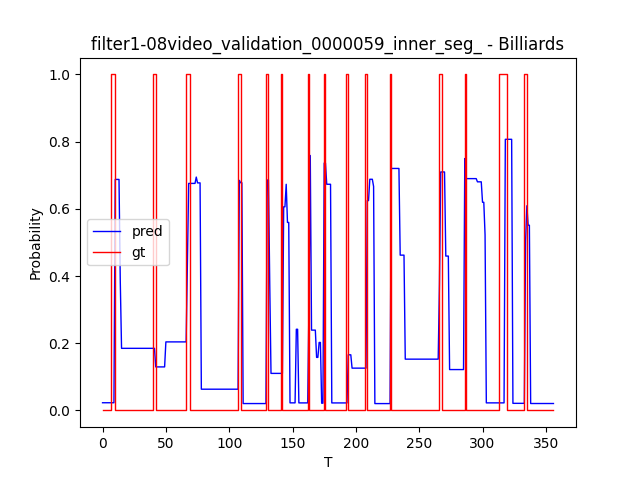 filter1-08video_validation_0000059_inner_seg_ - Billiards
1.0
0.8
0.6
0.4
0.2
0.0
Probability
pred
gt
0 50 100 150 200 250 300 350
T